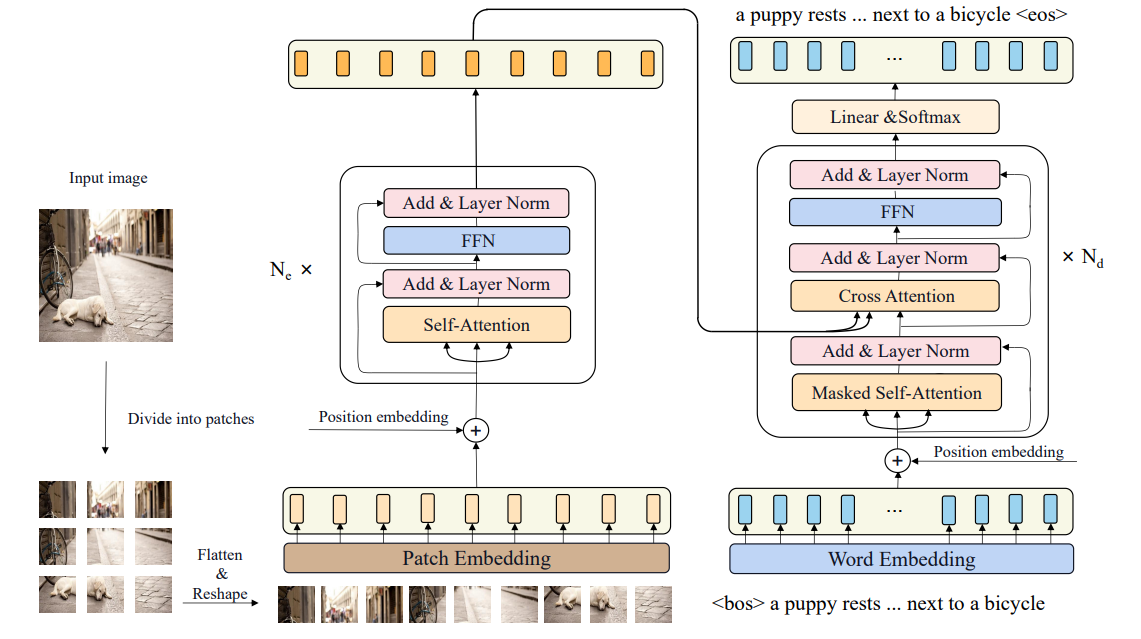 a puppy rests ... next to a bicycle <eos>
...
Linear &Softmax
Input image
Add & Layer Norm
FFN
Add & Layer Norm
Self-Attention
N_e ×
Add & Layer Norm
FFN
Add & Layer Norm
Cross Attention
Add & Layer Norm
Masked Self-Attention
× N_d
Divide into patches
Position embedding
+
+
Position embedding
...
Flatten
&
Reshape
Patch Embedding
Word Embedding
<bos> a puppy rests ... next to a bicycle